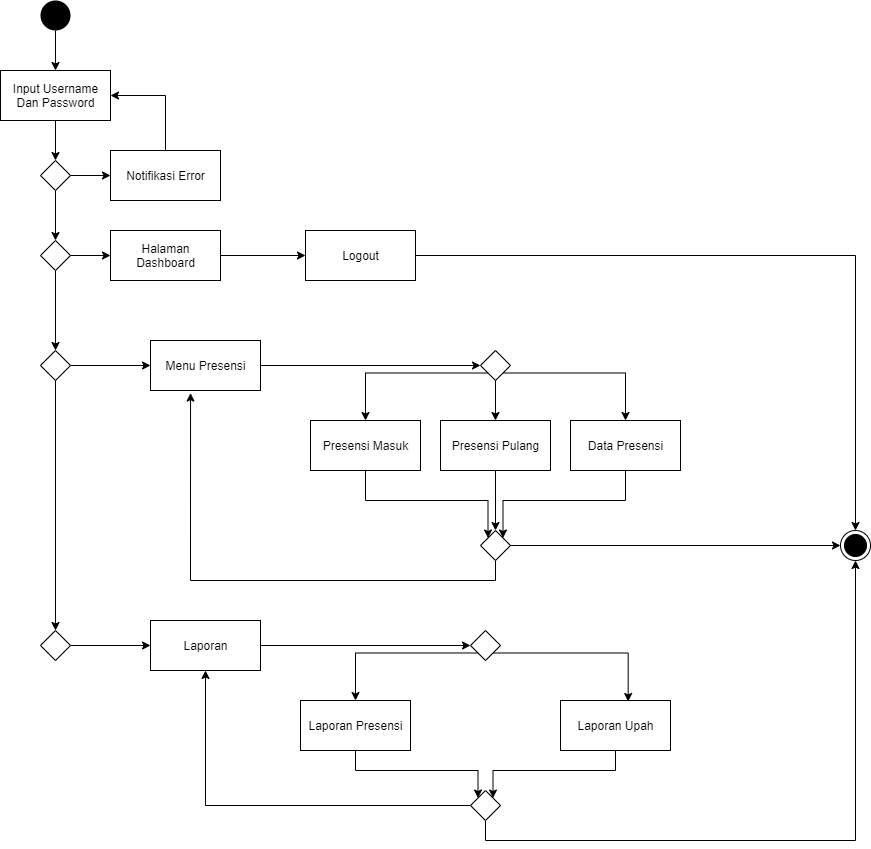 Input Username
Dan Password
Notifikasi Error
Halaman
Dashboard
Logout
Menu Presensi
Presensi Masuk
Presensi Pulang
Data Presensi
Laporan
Laporan Presensi
Laporan Upah